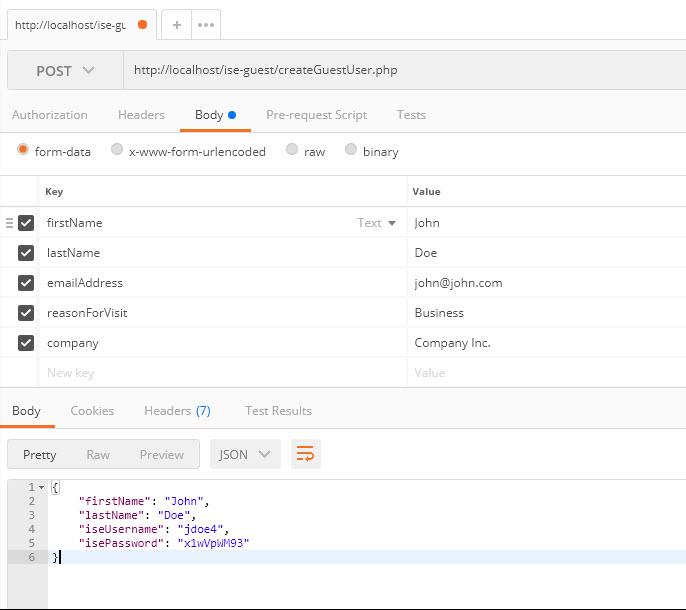 http://localhost/ise-gu
+ •••
POST http://localhost/ise-guest/createGuestUser.php
Authorization Headers Body Pre-request Script Tests
form-data x-www-form-urlencoded raw binary
Key Value
firstName Text John
lastName Doe
emailAddress john@john.com
reasonForVisit Business
company Company Inc.
New key Value
Body Cookies Headers (7) Test Results
Pretty Raw Preview JSON
1 {
2 "firstName": "John",
3 "lastName": "Doe",
4 "iseUsername": "jdoe4",
5 "isePassword": "x1wVpWM93"
6 }